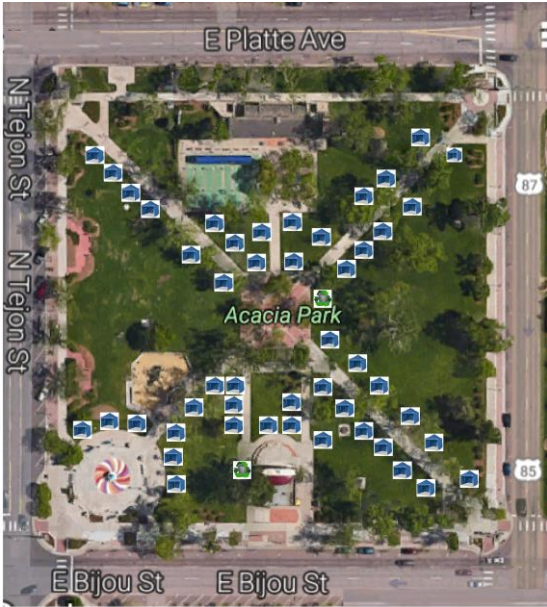 E Platte Ave
N Tejon St
87
N Tejon St
Acacia Park
85
E Bijou St
E Bijou St